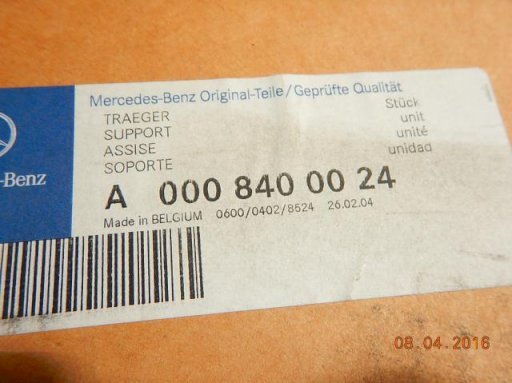 Mercedes-Benz Original-Teile/Geprüfte Qualität
TRAEGER Stück
SUPPORT unit
ASSISE unité
SOPORTE unidad
-Benz
A 000 840 00 24
Made in BELGIUM 0600/0402/8524 26.02.04
08.04.2016